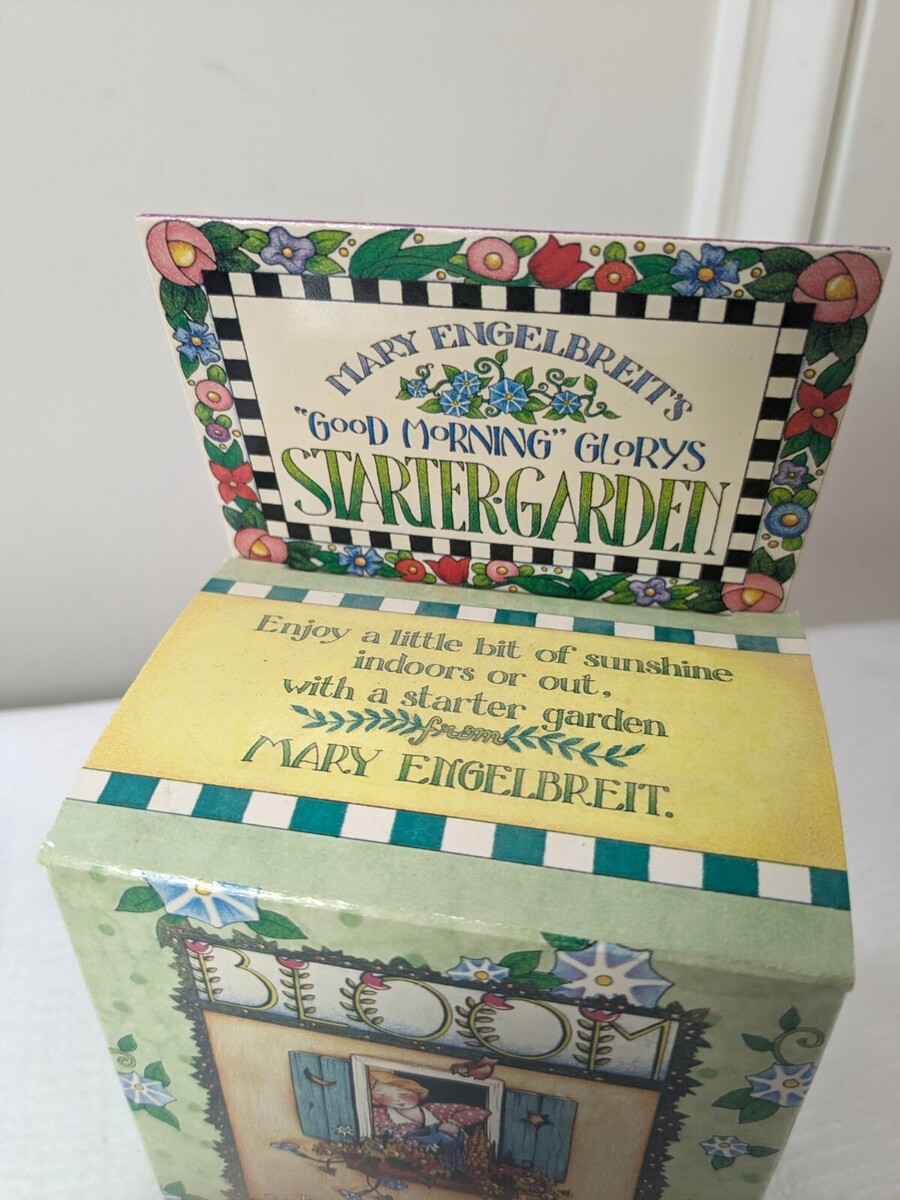 MARY ENGELBREIT'S
"GOOD MORNING" GLORYS
STARTER·GARDEN
Enjoy a little bit of sunshine
indoors or out,
with a starter garden
from
MARY ENGELBREIT.
BLOOM